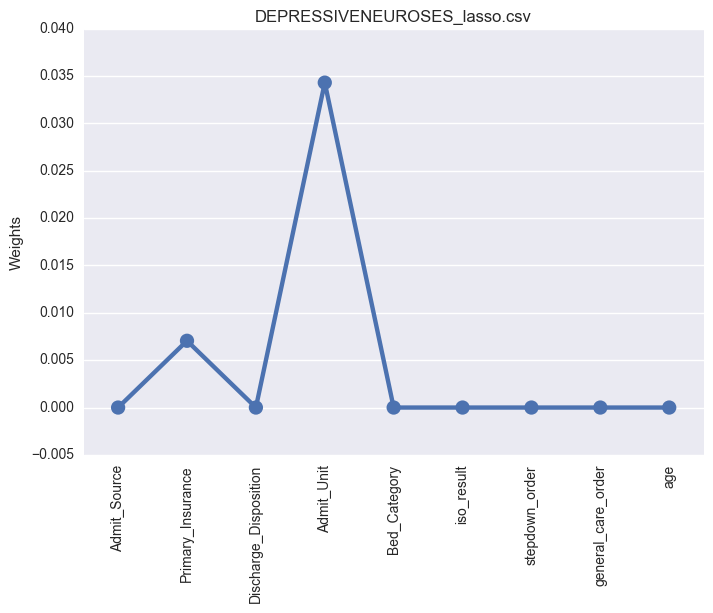 DEPRESSIVENEUROSES_lasso.csv
0.040
0.035
0.030
0.025
0.020
0.015
0.010
0.005
0.000
−0.005
Weights
Admit_Source
Primary_Insurance
Discharge_Disposition
Admit_Unit
Bed_Category
iso_result
stepdown_order
general_care_order
age